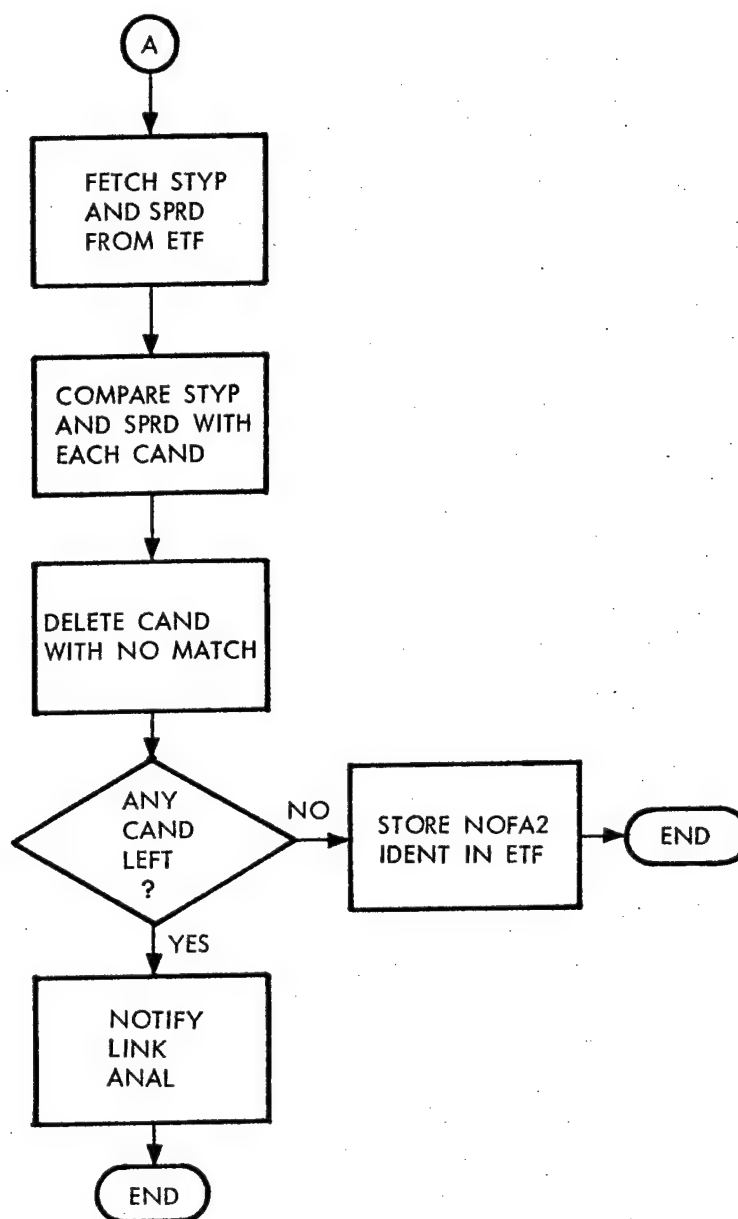 A
FETCH STYP
AND SPRD
FROM ETF
COMPARE STYP
AND SPRD WITH
EACH CAND
DELETE CAND
WITH NO MATCH
ANY
CAND
LEFT
?
NO
STORE NOFA2
IDENT IN ETF
END
YES
NOTIFY
LINK
ANAL
END